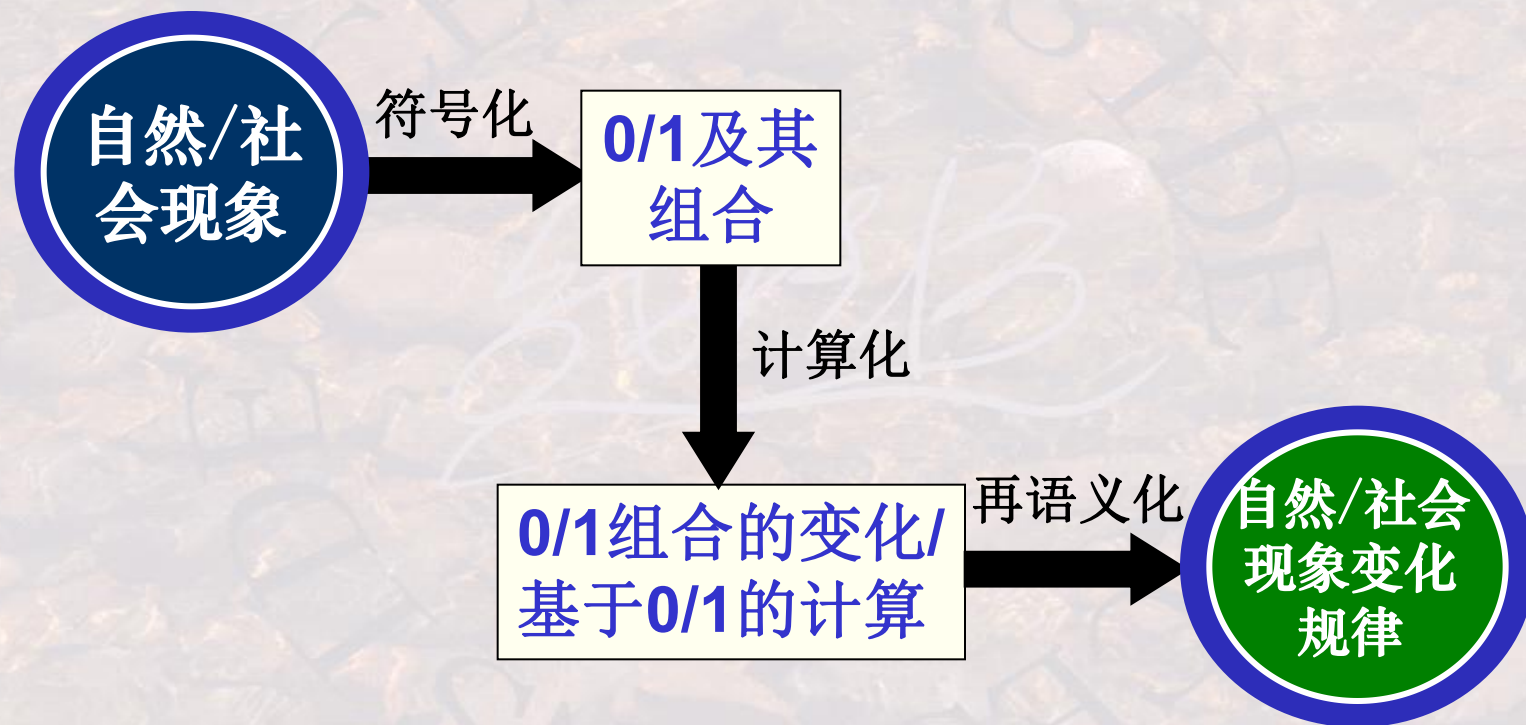 自然/社
会现象
符号化
0/1及其
组合
计算化
0/1组合的变化/
基于0/1的计算
再语义化
自然/社会
现象变化
规律